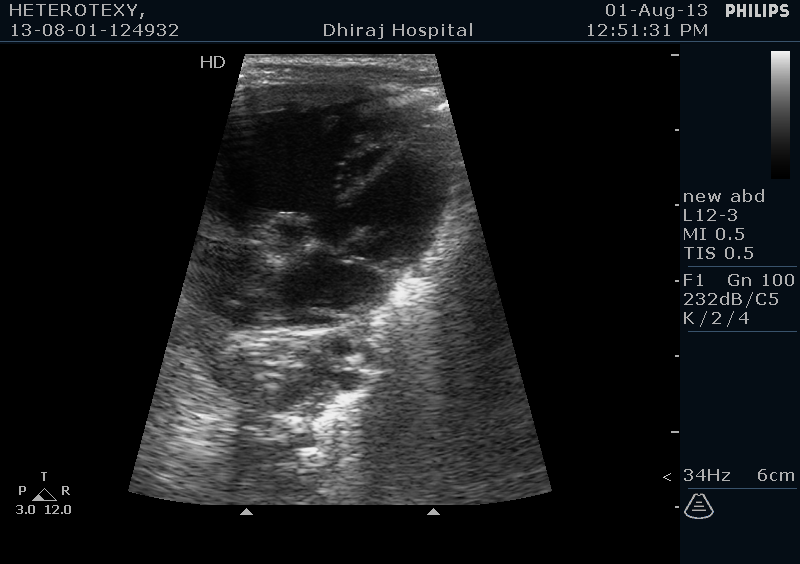 HETEROTEXY,
13-08-01-124932
Dhiraj Hospital
01-Aug-13 PHILIPS
12:51:31 PM
HD
new abd
L12-3
MI 0.5
TIS 0.5
F1 Gn 100
232dB/C5
K/2/4
< 34Hz 6cm
T
P R
3.0 12.0